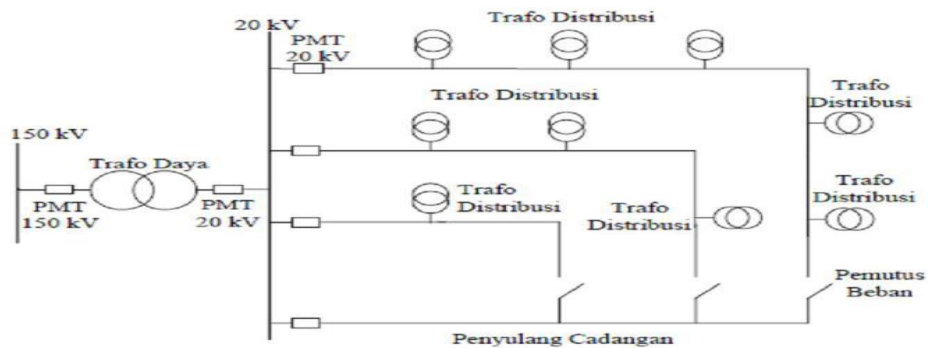 Trafo Distribusi
20 kV
PMT
20 kV
Trafo
Distribusi
Trafo Distribusi
150 kV
Trafo Daya
PMT
150 kV
PMT
20 kV
Trafo
Distribusi
Trafo
Distribusi
Trafo
Distribusi
Pemutus
Beban
Penyulang Cadangan